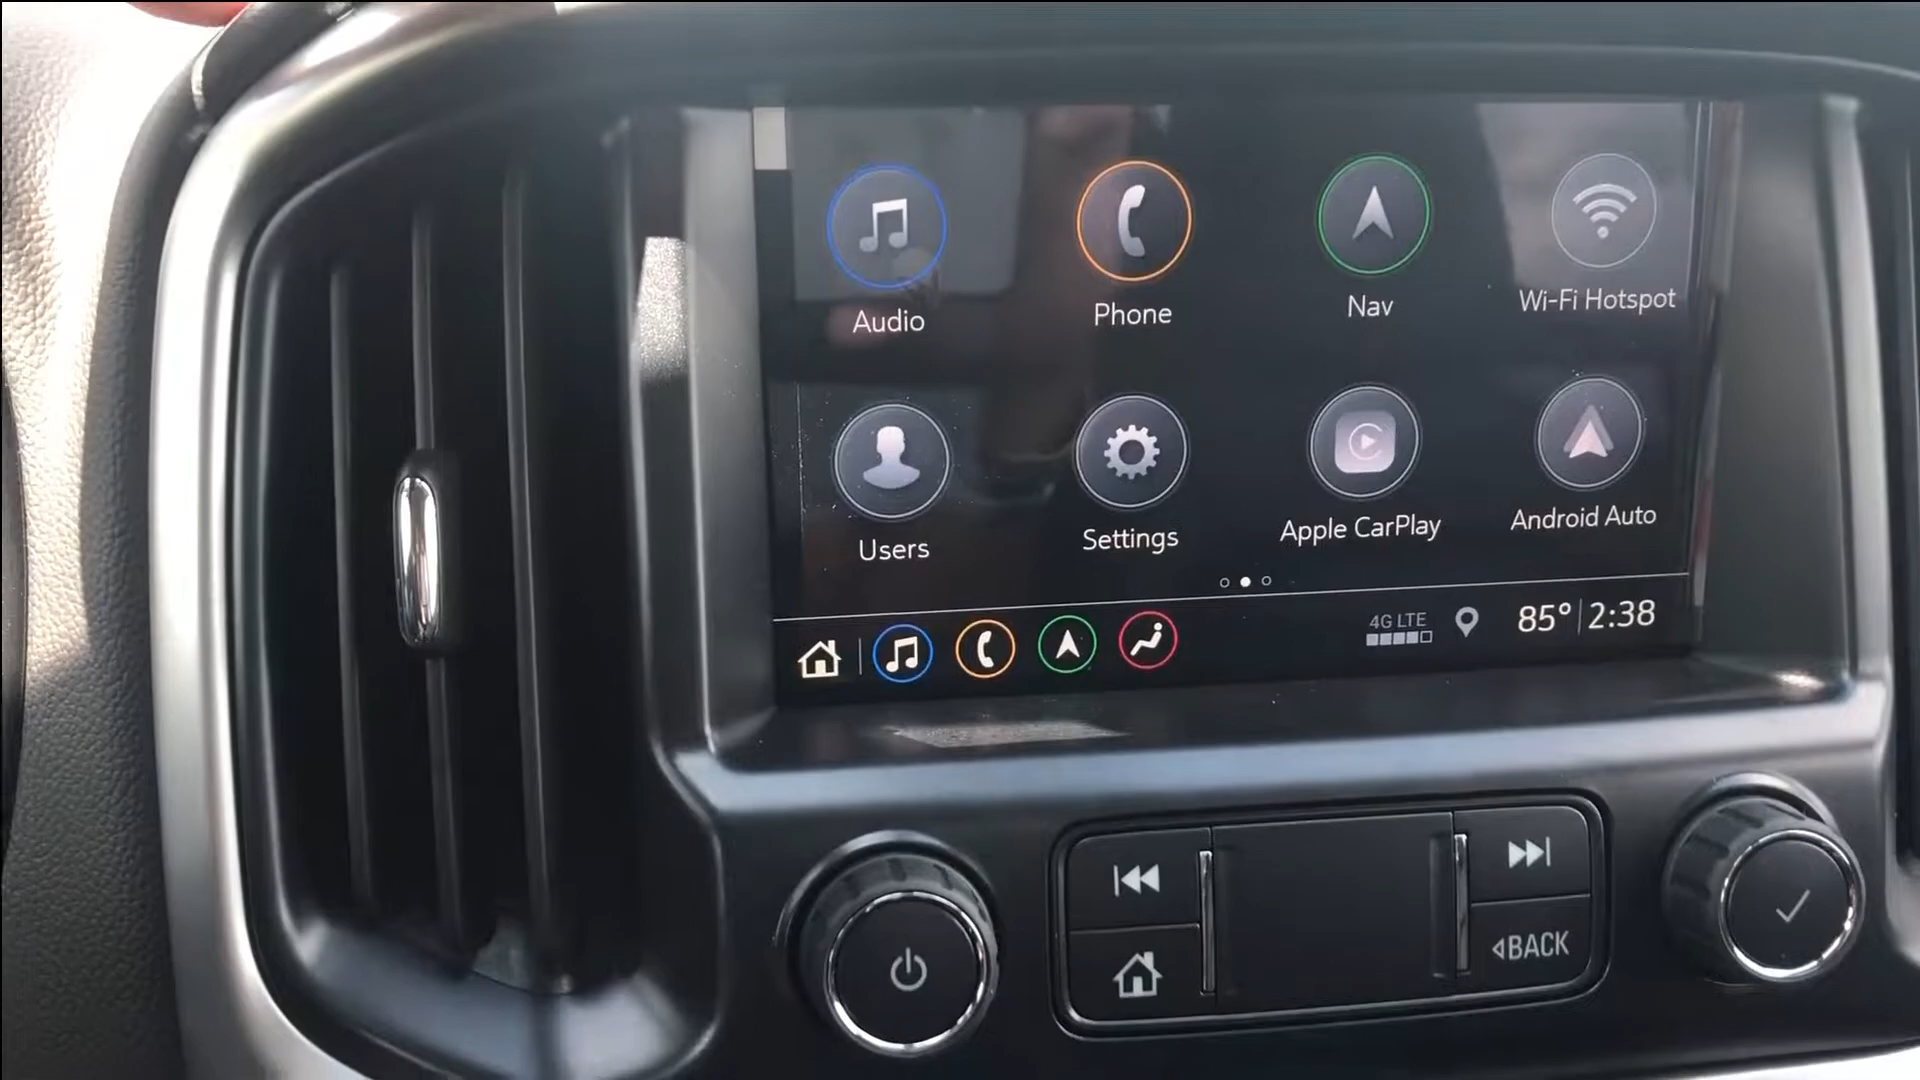 Audio
Phone
Nav
Wi-Fi Hotspot
Users
Settings
Apple CarPlay
Android Auto
4G LTE
85° 2:38
BACK